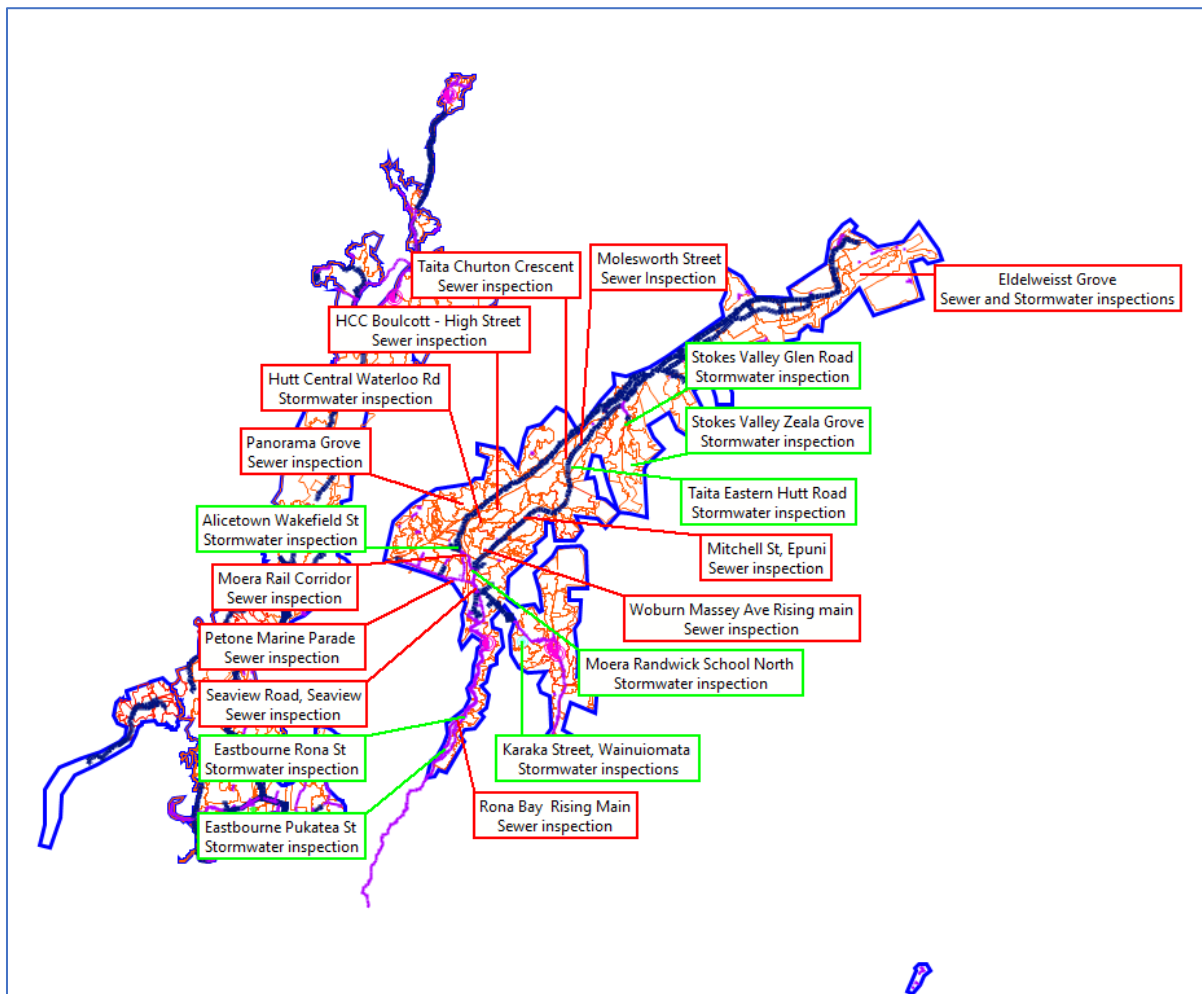 Taita Churton Crescent
Sewer inspection
Molesworth Street
Sewer Inspection
Eldelweisst Grove
Sewer and Stormwater inspections
HCC Boulcott - High Street
Sewer inspection
Stokes Valley Glen Road
Stormwater inspection
Hutt Central Waterloo Rd
Stormwater inspection
Stokes Valley Zeala Grove
Stormwater inspection
Panorama Grove
Sewer inspection
Taita Eastern Hutt Road
Stormwater inspection
Alicetown Wakefield St
Stormwater inspection
Mitchell St, Epuni
Sewer inspection
Moera Rail Corridor
Sewer inspection
Woburn Massey Ave Rising main
Sewer inspection
Petone Marine Parade
Sewer inspection
Moera Randwick School North
Stormwater inspection
Seaview Road, Seaview
Sewer inspection
Eastbourne Rona St
Stormwater inspection
Karaka Street, Wainuiomata
Stormwater inspections
Rona Bay  Rising Main
Sewer inspection
Eastbourne Pukatea St
Stormwater inspection